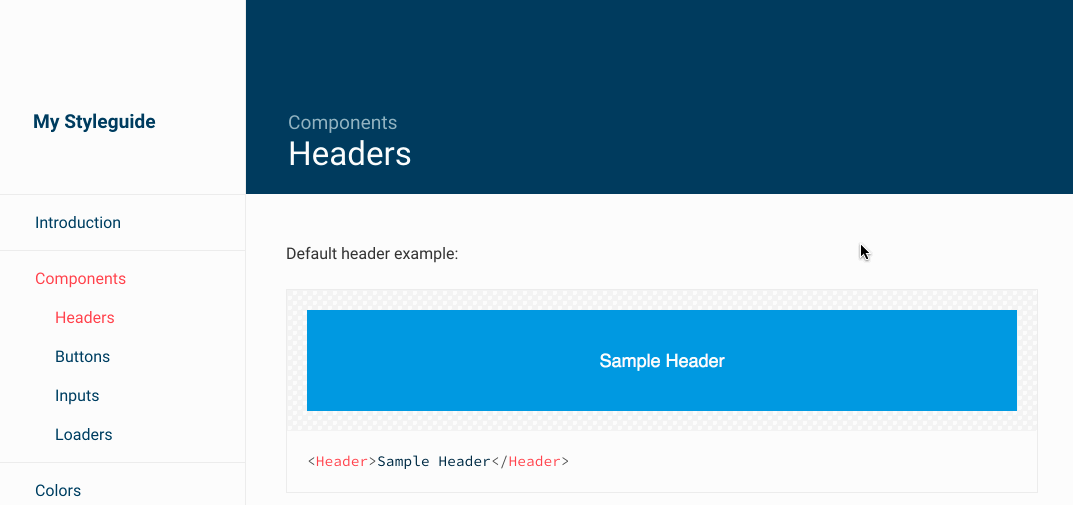 My Styleguide
Introduction
Components
Headers
Buttons
Inputs
Loaders
Colors
Components
Headers
Default header example:
Sample Header
<Header>Sample Header</Header>